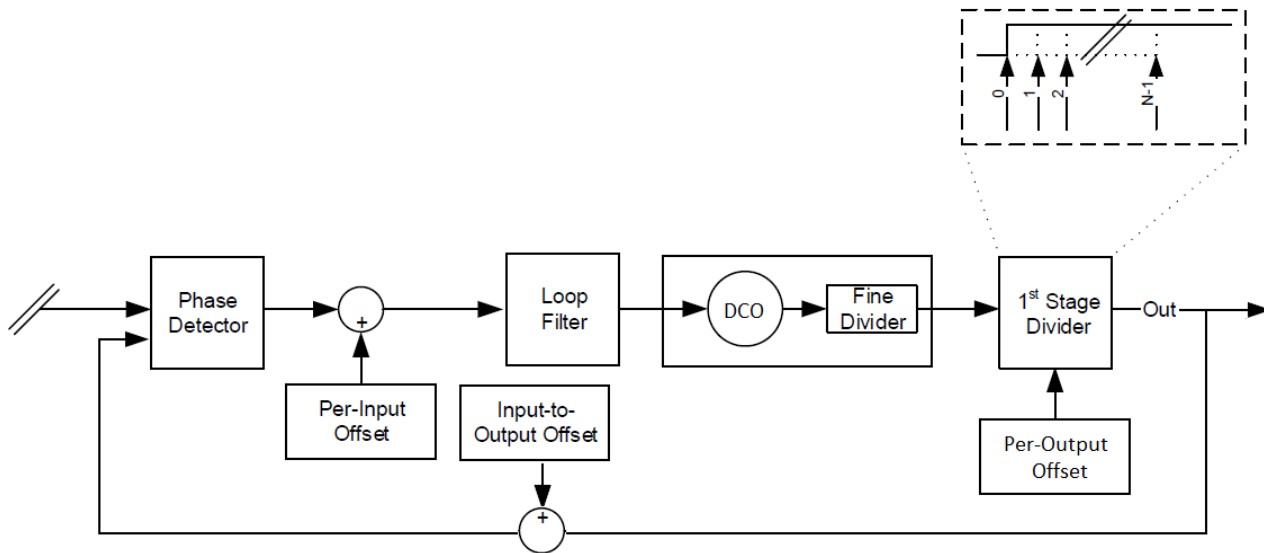 0
1
2
N-1
Phase
Detector
+
Loop
Filter
DCO
Fine
Divider
1st Stage
Divider
Out
Per-Input
Offset
Input-to-
Output Offset
Per-Output
Offset
+